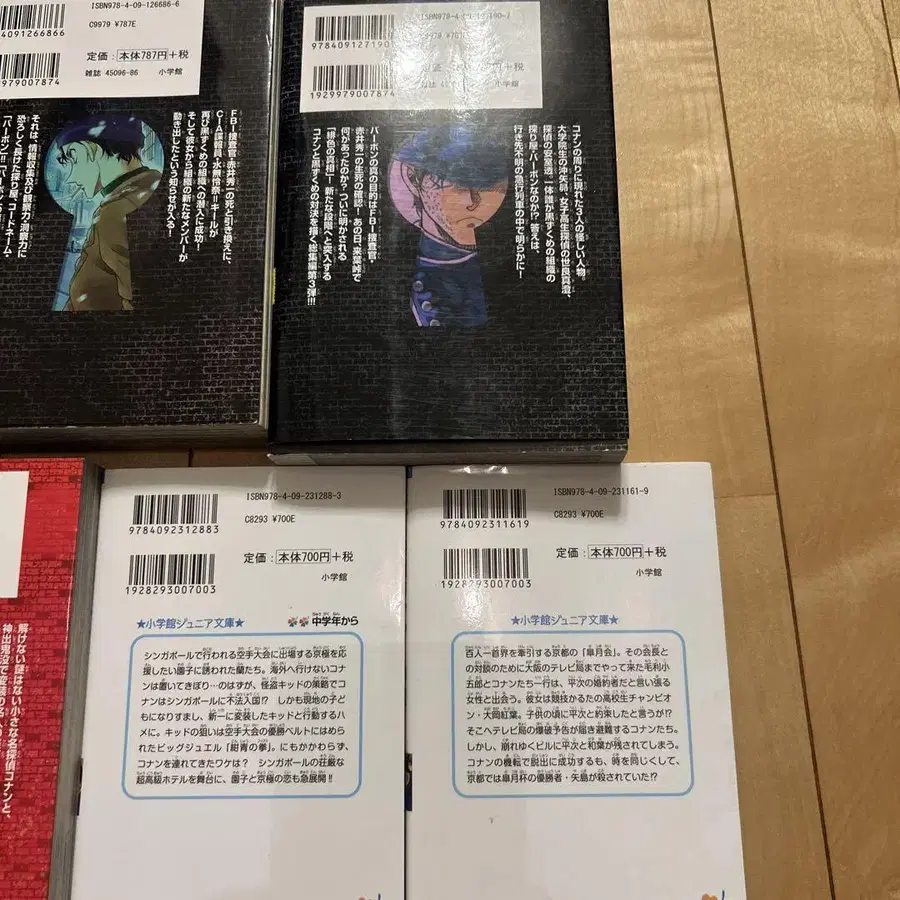 ISBN978-4-09-126686-6
4091266866
C9979 ¥787E
979007874
定価：本体787円+税
雑誌 45096-86 小学館
FBI捜査官・赤井秀一の死と引き換えに、
CIA諜報員・水無怜奈=キールが
再び黒ずくめの組織への潜入に成功!
そして彼女から組織の新たなメンバーが
動き出したという知らせが入る!
それは、情報収集及び観察力・洞察力に
恐ろしく長けた探り屋、コードネーム・
「バーボン」!!
978409127190
1929979007874
小学館
コナンの周りに現れた3人の怪しい人物。
大学院生の沖矢昴、女子高生探偵の世良真澄、
探偵の安室透…一体誰が黒ずくめの組織の
探り屋・バーボンなのか!? 答えは、
行き先不明の急行列車の中で明らかに!
バーボンの真の目的はFBI捜査官・
赤井秀一の生死の確認! あの日、来葉峠で
何があったのか? ついに明かされる
「緋色の真相」! 新たな段階へと突入する
コナンと黒ずくめの対決を描く総集編第3弾!!!
解けない謎はない小さな名探偵コナンと、
ISBN978-4-09-231288-3
9784092312883
C8293 ¥700E
定価：本体700円+税
1928293007003
小学館
★小学館ジュニア文庫★
中学年から
シンガポールで行われる空手大会に出場する京極を応
援したい園子に誘われた蘭たち。海外へ行けないコナ
ンは置いてきぼり…のはずが、怪盗キッドの策略でコ
ナンはシンガポールに不法入国!? しかも現地の子ど
もになりすまし、新一に変装したキッドと行動するハ
メに。キッドの狙いは空手大会の優勝ベルトにはめ
られたビッグジュエル「紺青の拳」。にもかかわらず、
コナンを連れてきたワケは? シンガポールの荘厳な
超高級ホテルを舞台に、園子と京極の恋も急展開!!
ISBN978-4-09-231161-9
9784092311619
C8293 ¥700E
定価：本体700円+税
1928293007003
小学館
★小学館ジュニア文庫★
百人一首界を牽引する京都の「皐月会」。その会長と
の対談のために大阪のテレビ局までやって来た毛利小
五郎とコナンたち一行は、平次の婚約者だと言い張る
女性と出会う。彼女は競技かるたの高校生チャンピオ
ン・大岡紅葉。子供の頃に平次と約束したと言うが!?
そこへテレビ局の爆破予告が届き避難するコナンたち。
しかし、崩れゆくビルに平次と和葉が残されてしまう。
コナンの機転で脱出に成功するも、時を同じくして、
京都では皐月杯の優勝者・矢島が殺されていた!?